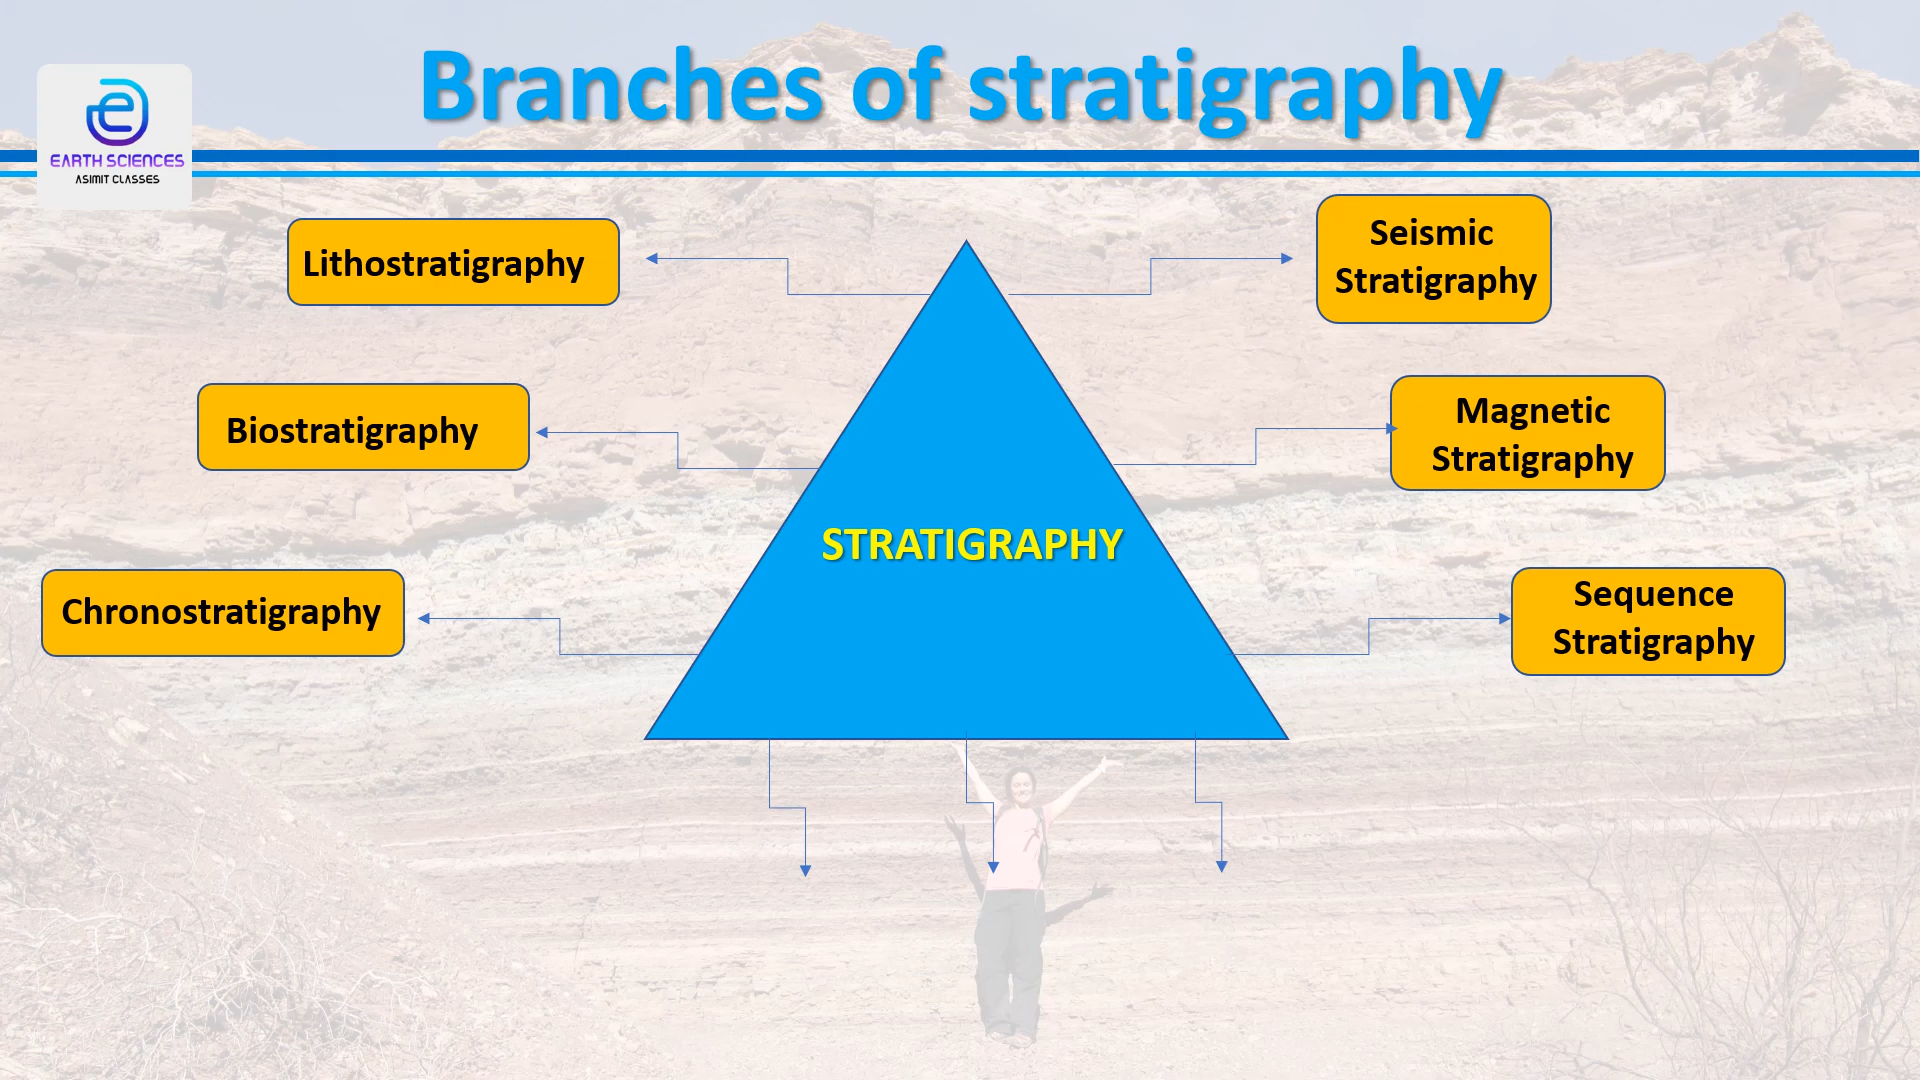 Branches of stratigraphy
EARTH SCIENCES
ASIMIT CLASSES
Lithostratigraphy
Seismic
Stratigraphy
Biostratigraphy
Magnetic
Stratigraphy
STRATIGRAPHY
Chronostratigraphy
Sequence
Stratigraphy